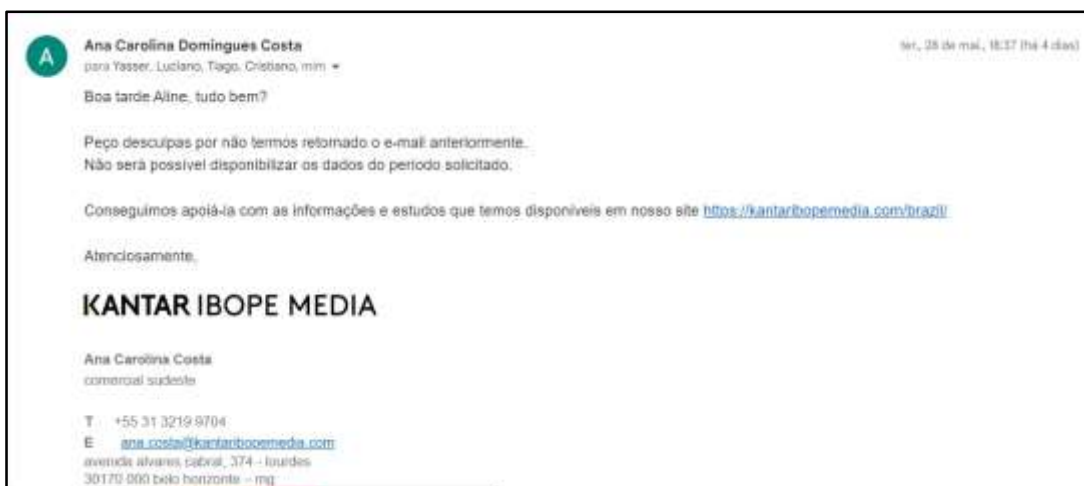 A
Ana Carolina Domingues Costa
ter., 28 de mai., 18:37 (há 4 dias)
para Yasser, Luciano, Tiago, Cristiano, mim
Boa tarde Aline, tudo bem?
Peço desculpas por não termos retornado o e-mail anteriormente.
Não será possível disponibilizar os dados do período solicitado.
Conseguimos apoiá-la com as informações e estudos que temos disponíveis em nosso site https://kantaribopemedia.com/brazil/
Atenciosamente,
KANTAR IBOPE MEDIA
Ana Carolina Costa
comercial sudeste
T +55 31 3219 9704
E ana.costa@kantaribopemedia.com
avenida alvares cabral, 374 - lourdes
30170 000 belo horizonte – mg